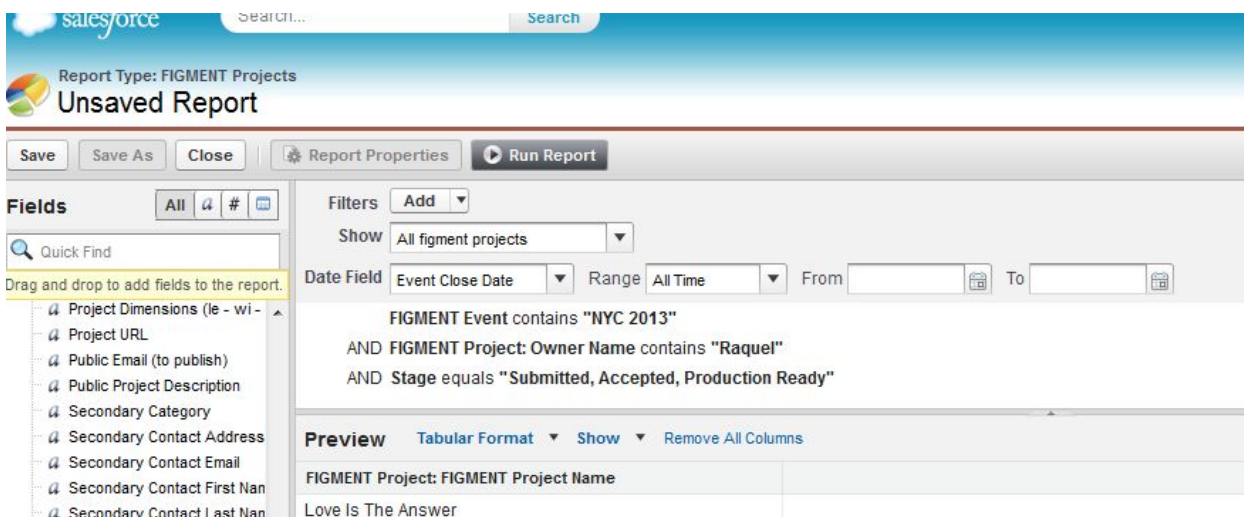 salesforce Search... Search
Report Type: FIGMENT Projects
Unsaved Report
Save Save As Close Report Properties Run Report
Fields All a # Filters Add
Quick Find Show All figment projects
Drag and drop to add fields to the report. Date Field Event Close Date Range All Time From To
a Project Dimensions (le - wi -
a Project URL FIGMENT Event contains "NYC 2013"
a Public Email (to publish) AND FIGMENT Project: Owner Name contains "Raquel"
a Public Project Description AND Stage equals "Submitted, Accepted, Production Ready"
a Secondary Category
a Secondary Contact Address Preview Tabular Format Show Remove All Columns
a Secondary Contact Email
a Secondary Contact First Nan FIGMENT Project: FIGMENT Project Name
a Secondary Contact Last Nan Love Is The Answer